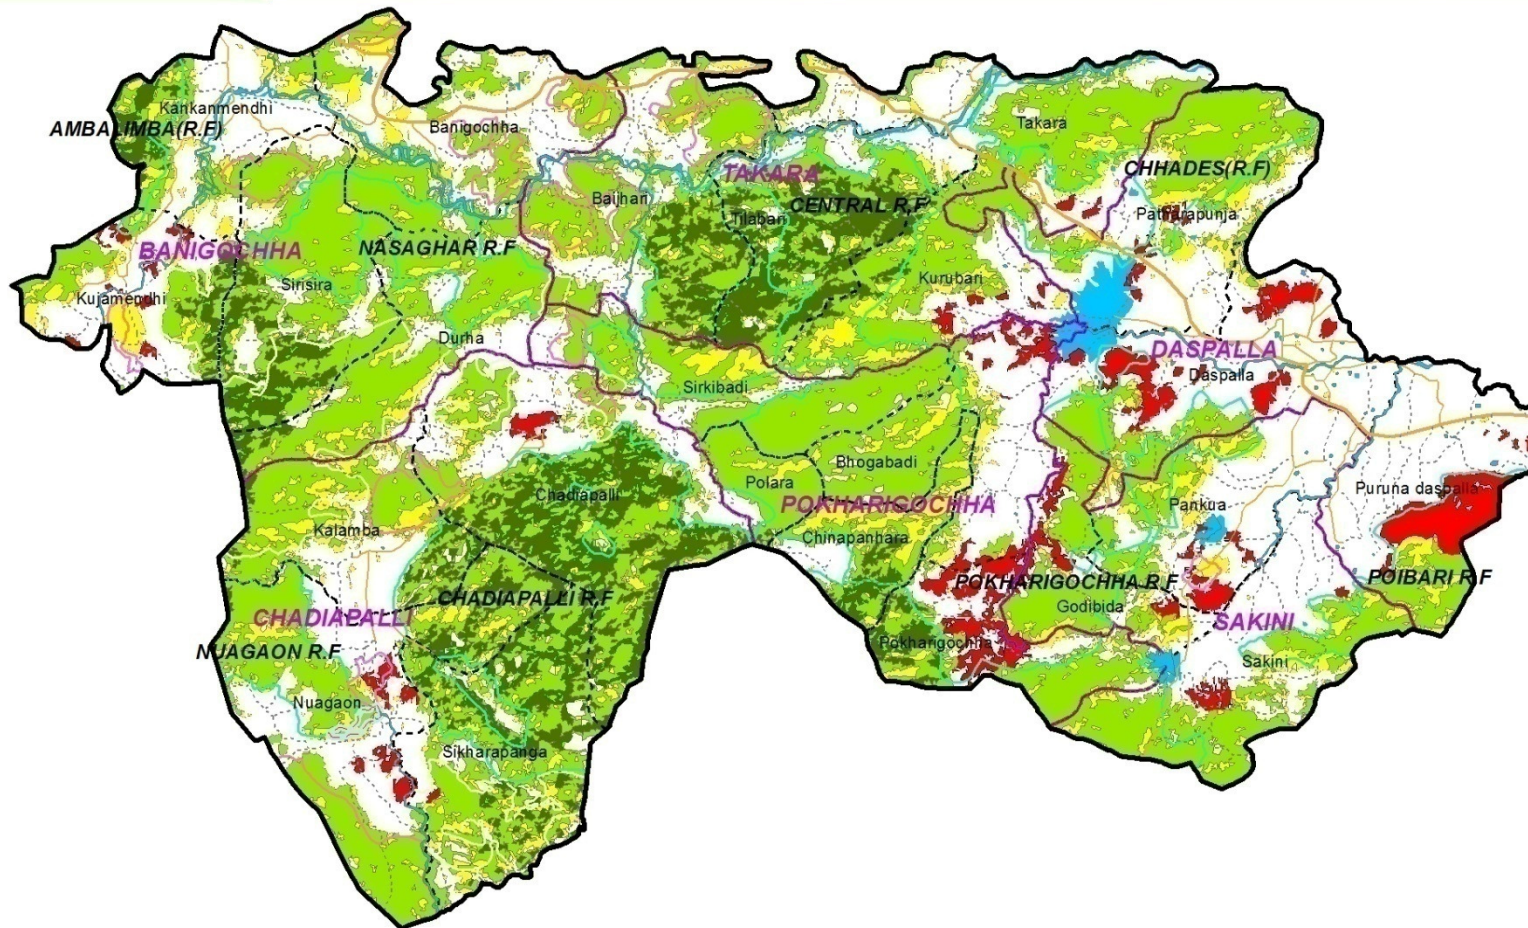 Kankanmendhi
AMBALIMBA(R.F)
Banigochha
Takara
CHHADES(R.F)
TAKARA
Baijhari
CENTRAL R.F
Tilabari
Patharapunja
BANIGOCHHA
NASAGHAR R.F
Sirisira
Kurubari
Kujamendhi
Durha
DASPALLA
Daspalla
Sirkibadi
Bhogabadi
Polara
Puruna daspalla
Chadiapalli
POKHARIGOCHHA
Pankua
Kalamba
Chinapanhara
POKHARIGOCHHA R.F
POIBARI R.F
CHADIAPALLI R.F
Godibida
CHADIAPALLI
SAKINI
NUAGAON R.F
Pokharigochha
Sakini
Nuagaon
Sikharapanga